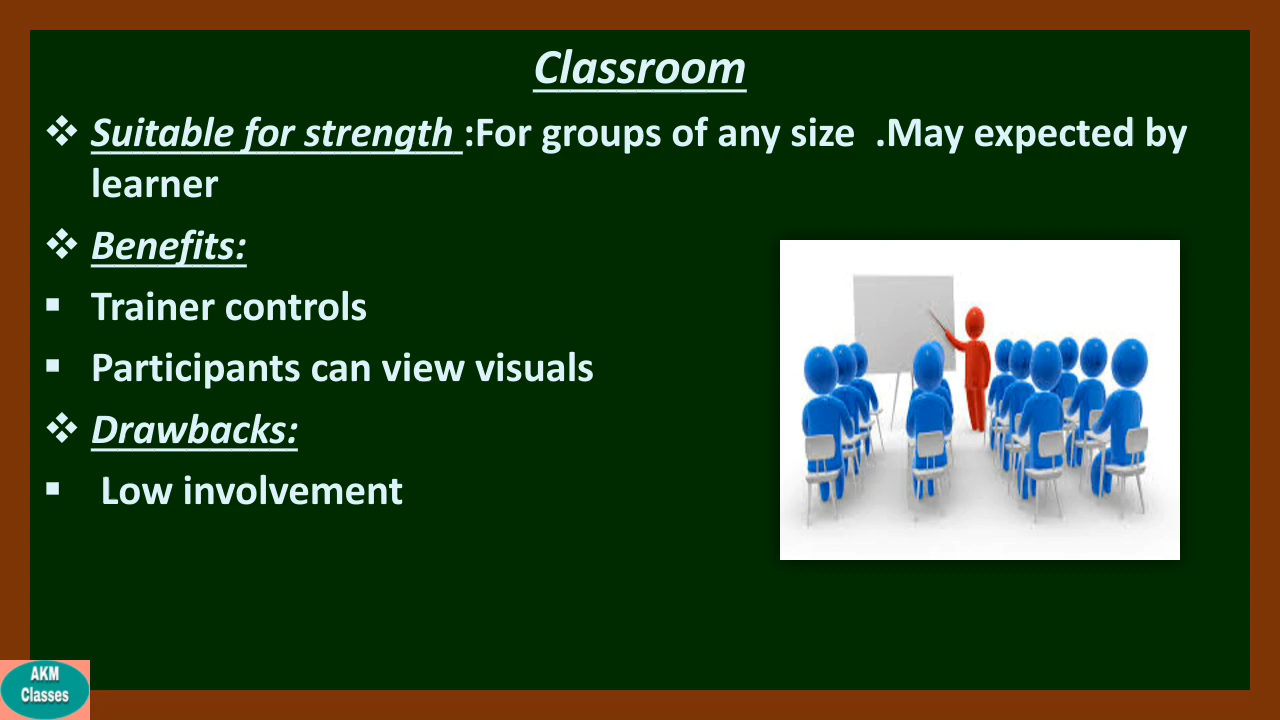 Classroom
❖ Suitable for strength :For groups of any size .May expected by
learner
❖ Benefits:
▪ Trainer controls
▪ Participants can view visuals
❖ Drawbacks:
▪ Low involvement
AKM
Classes